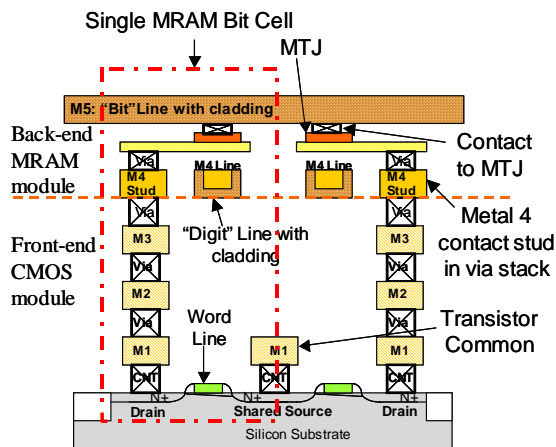 Single MRAM Bit Cell
MTJ
M5: “Bit”Line with cladding
Back-end
MRAM
module
Contact
to MTJ
Via
Via
M4 Line
M4 Line
M4
Stud
M4
Stud
Via
Via
“Digit” Line with
cladding
Metal 4
contact stud
in via stack
Front-end
CMOS
module
M3
M3
Via
Via
M2
M2
Via
Via
Word
Line
Transistor
Common
M1
M1
M1
CNT
CNT
CNT
N+
N+
Drain
Shared Source
Drain
Silicon Substrate